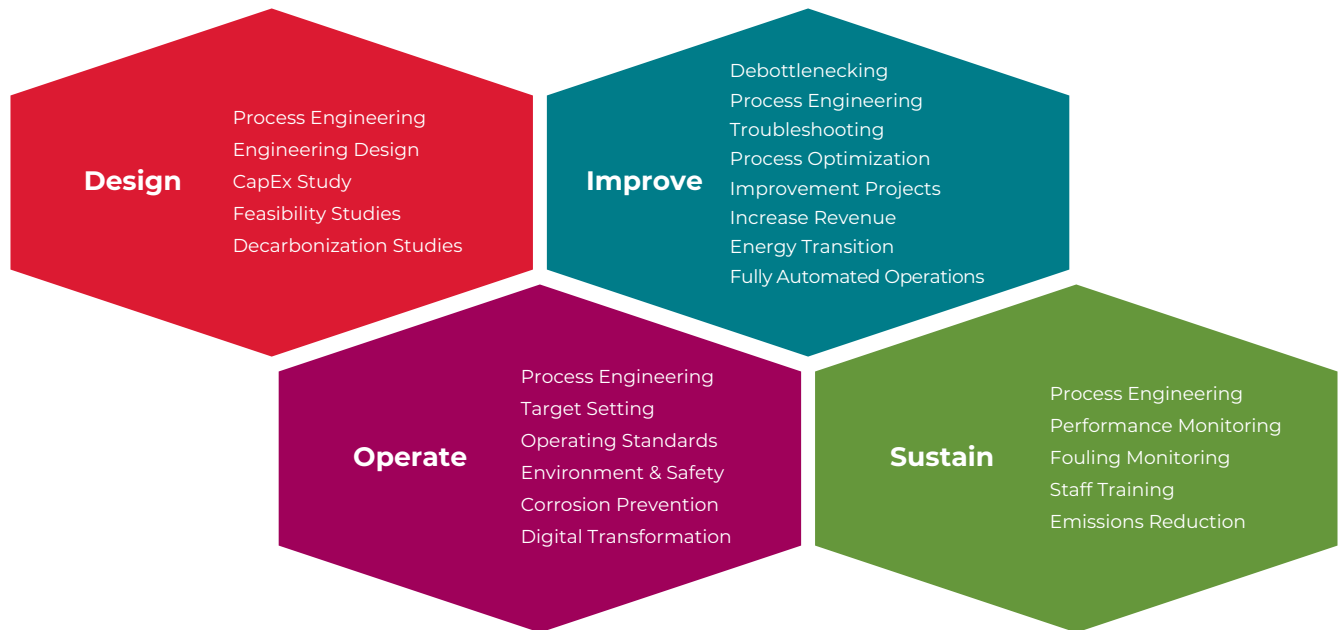 Design
Process Engineering
Engineering Design
CapEx Study
Feasibility Studies
Decarbonization Studies
Improve
Debottlenecking
Process Engineering
Troubleshooting
Process Optimization
Improvement Projects
Increase Revenue
Energy Transition
Fully Automated Operations
Operate
Process Engineering
Target Setting
Operating Standards
Environment & Safety
Corrosion Prevention
Digital Transformation
Sustain
Process Engineering
Performance Monitoring
Fouling Monitoring
Staff Training
Emissions Reduction